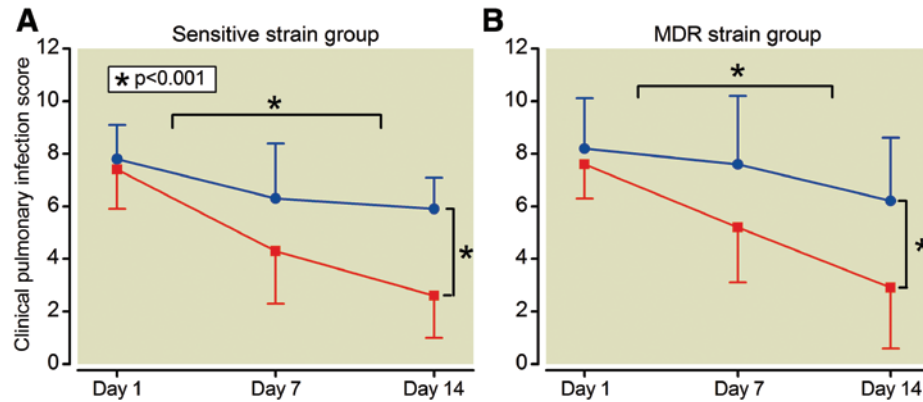 A
Sensitive strain group
Clinical pulmonary infection score
12
10
8
6
4
2
0
* p<0.001
*
*
Day 1
Day 7
Day 14
B
MDR strain group
12
10
8
6
4
2
0
*
*
Day 1
Day 7
Day 14